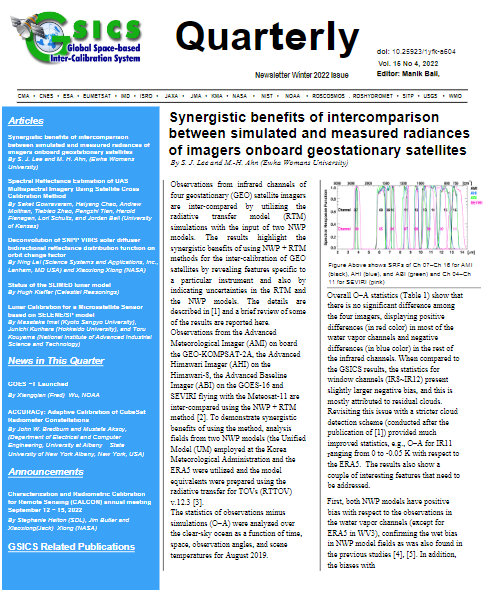 GSICS
Global Space-based
Inter-Calibration System
Quarterly
Newsletter Winter 2022 Issue
doi: 10.25923/1yfk-a604
Vol. 16 No 4, 2022
Editor: Manik Bali,
CMA • CNES • ESA • EUMETSAT • IMD • ISRO • JAXA • JMA • KMA • NASA • NIST • NOAA • ROSCOSMOS . ROSHYDROMET • SITP • USGS • WMO
Articles
Synergistic benefits of intercomparison
between simulated and measured radiances of
imagers onboard geostationary satellites
By S. J. Lee and M. H. Ahn, (Ewha Womans
University)
Spectral Reflectance Estimation of UAS
Multispectral Imagery Using Satellite Cross
Calibration Method
By Saket Gowravaram, Haiyang Chao, Andrew
Molthan, Tiebiao Zhao, Pengzhi Tian, Harold
Flanagan, Lori Schultz, and Jordan Bell (University
of Kansas)
Deconvolution of SNPP VIIRS solar diffuser
bidirectional reflectance distribution function on
orbit change factor
By Ning Lei (Science Systems and Applications, Inc.,
Lanham, MD USA) and Xiaoxiong Xiong (NASA)
Status of the SLIMED lunar model
By Hugh Kieffer (Celestial Reasonings)
Lunar Calibration for a Microsatellite Sensor
based on SELENE/SP model
By Masataka Imai (Kyoto Sangyo University),
Junichi Kurihara (Hokkaido University), and Toru
Kouyama (National Institute of Advanced Industrial
Science and Technology)
News in This Quarter
GOES –T Launched
By Xiangqian (Fred) Wu, NOAA
ACCURACy: Adaptive Calibration of CubeSat
Radiometer Constellations
By John W. Bradburn and Mustafa Aksoy,
(Department of Electrical and Computer
Engineering, University at Albany State
University of New York Albany, New York, USA)
Announcements
Characterization and Radiometric Calibration
for Remote Sensing (CALCON) annual meeting
September 12 – 15, 2022
By Stephanie Halton (SDL), Jim Butler and
Xiaoxiong(Jack) Xiong (NASA)
GSICS Related Publications
Synergistic benefits of intercomparison
between simulated and measured radiances
of imagers onboard geostationary satellites
By S. J. Lee and M.-H. Ahn (Ewha Womans University)
Observations from infrared channels of
four geostationary (GEO) satellite imagers
are inter-compared by utilizing the
radiative transfer model (RTM)
simulations with the input of two NWP
models. The results highlight the
synergistic benefits of using NWP + RTM
methods for the inter-calibration of GEO
satellites by revealing features specific to
a particular instrument and also by
indicating uncertainties in the RTM and
the NWP models. The details are
described in [1] and a brief review of some
of the results are reported here.
Observations from the Advanced
Meteorological Imager (AMI) on board
the GEO-KOMPSAT-2A, the Advanced
Himawari Imager (AHI) on the
Himawari-8, the Advanced Baseline
Imager (ABI) on the GOES-16 and
SEVIRI flying with the Meteosat-11 are
inter-compared using the NWP + RTM
method [2]. To demonstrate synergistic
benefits of using the method, analysis
fields from two NWP models (the Unified
Model (UM) employed at the Korea
Meteorological Administration and the
ERA5 were utilized and the model
equivalents were prepared using the
radiative transfer for TOVs (RTTOV)
v.12.3 [3].
The statistics of observations minus
simulations (O–A) were analyzed over
the clear-sky ocean as a function of time,
space, observation angles, and scene
temperatures for August 2019.
Spectral Response Function
Channel
Figure Above shows SRFs of Ch 07–Ch 16 for AMI
(black), AHI (blue), and ABI (green) and Ch 04–Ch
11 for SEVIRI (pink)
Overall O–A statistics (Table 1) show that
there is no significant difference among
the four imagers, displaying positive
differences (in red color) in most of the
water vapor channels and negative
differences (in blue color) in the rest of
the infrared channels. When compared to
the GSICS results, the statistics for
window channels (IR8~IR12) present
slightly larger negative bias, and this is
mostly attributed to residual clouds.
Revisiting this issue with a stricter cloud
detection scheme (conducted after the
publication of [1]) provided much
improved statistics, e.g., O–A for IR11
ranging from 0 to -0.05 K with respect to
the ERA5. The results also show a
couple of interesting features that need to
be addressed.
First, both NWP models have positive
bias with respect to the observations in
the water vapor channels (except for
ERA5 in WV3), confirming the wet bias
in NWP model fields as was also found in
the previous studies [4], [5]. In addition,
the biases with